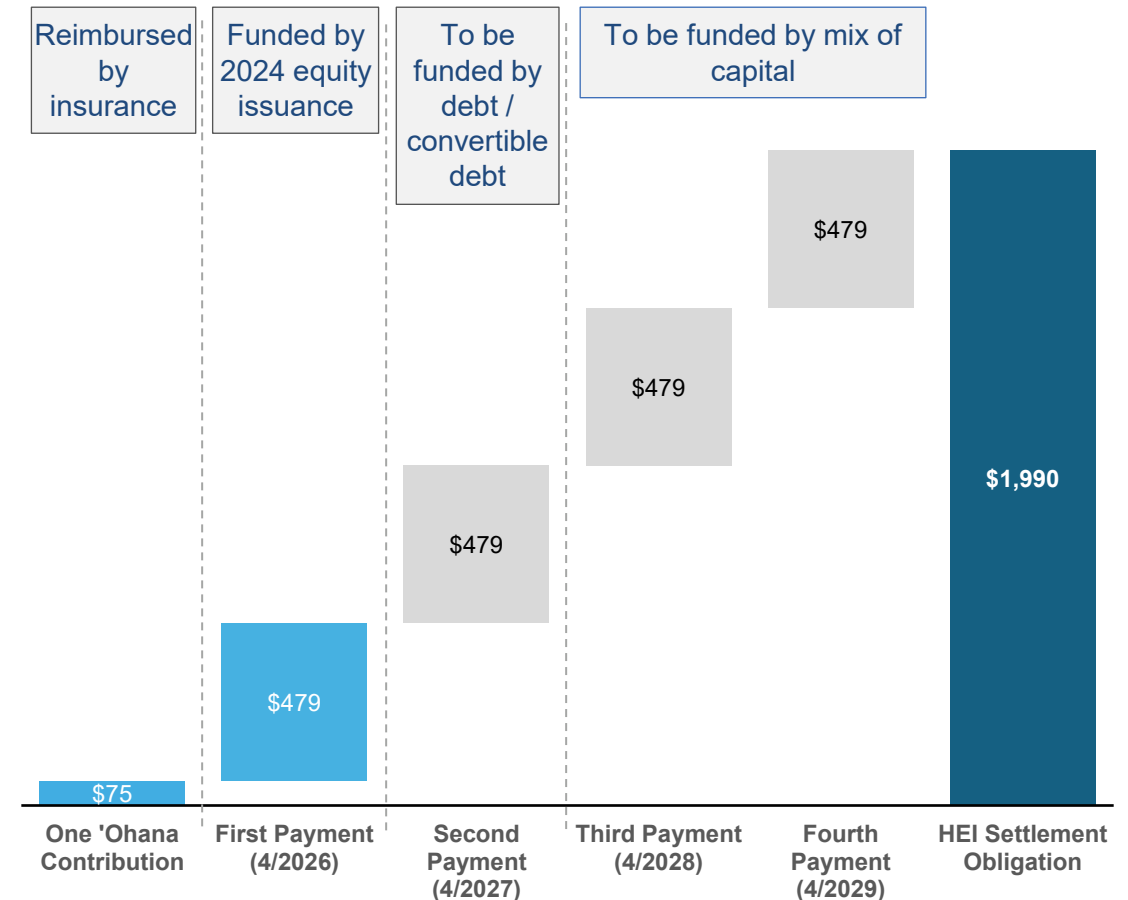 Reimbursed
by
insurance
Funded by
2024 equity
issuance
To be
funded by
debt /
convertible
debt
To be funded by mix of
capital
$479
$479
$479
$479
$75
$1,990
One 'Ohana
Contribution
First Payment
(4/2026)
Second
Payment
(4/2027)
Third Payment
(4/2028)
Fourth
Payment
(4/2029)
HEI Settlement
Obligation